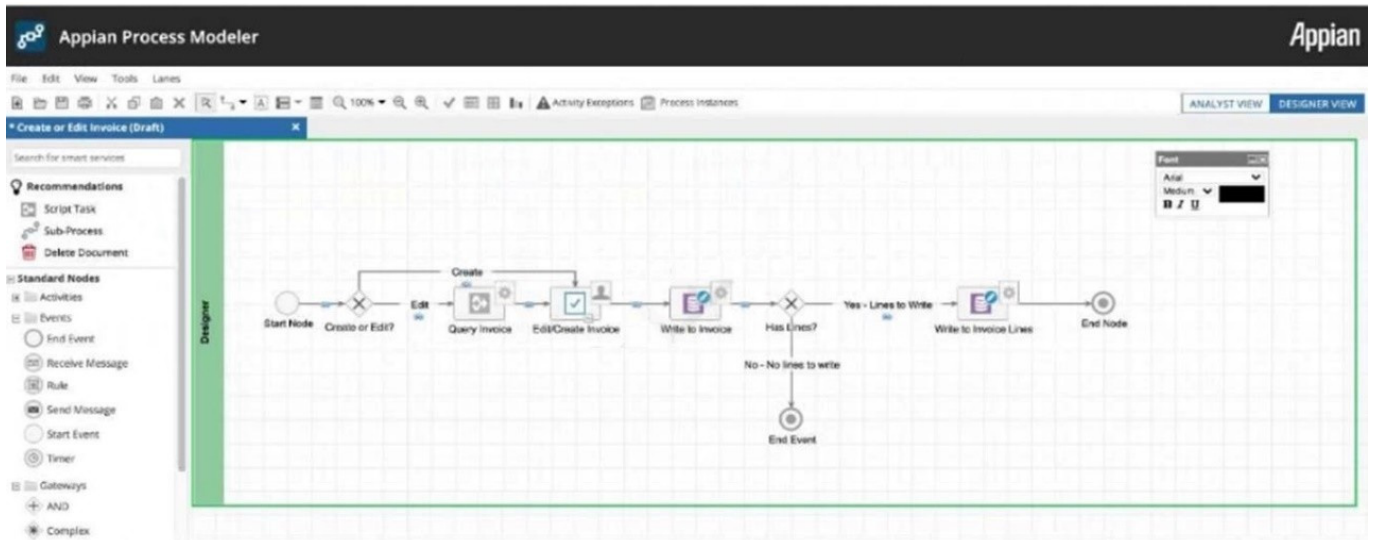 Appian Process Modeler
Appian
File Edit View Tools Lanes
100% Activity Exceptions Process Instances
ANALYST VIEW DESIGNER VIEW
* Create or Edit Invoice (Draft) ×
Search for smart services
Recommendations
Script Task
Sub-Process
Delete Document
Standard Nodes
Activities
Events
End Event
Receive Message
Rule
Send Message
Start Event
Timer
Gateways
AND
Complex
Designer
Font
Arial
Medium
B I U
Create
Edit
Yes - Lines to Write
Start Node
Create or Edit?
Query Invoice
Edit/Create Invoice
Write to Invoice
Has Lines?
Write to Invoice Lines
End Node
No - No lines to write
End Event